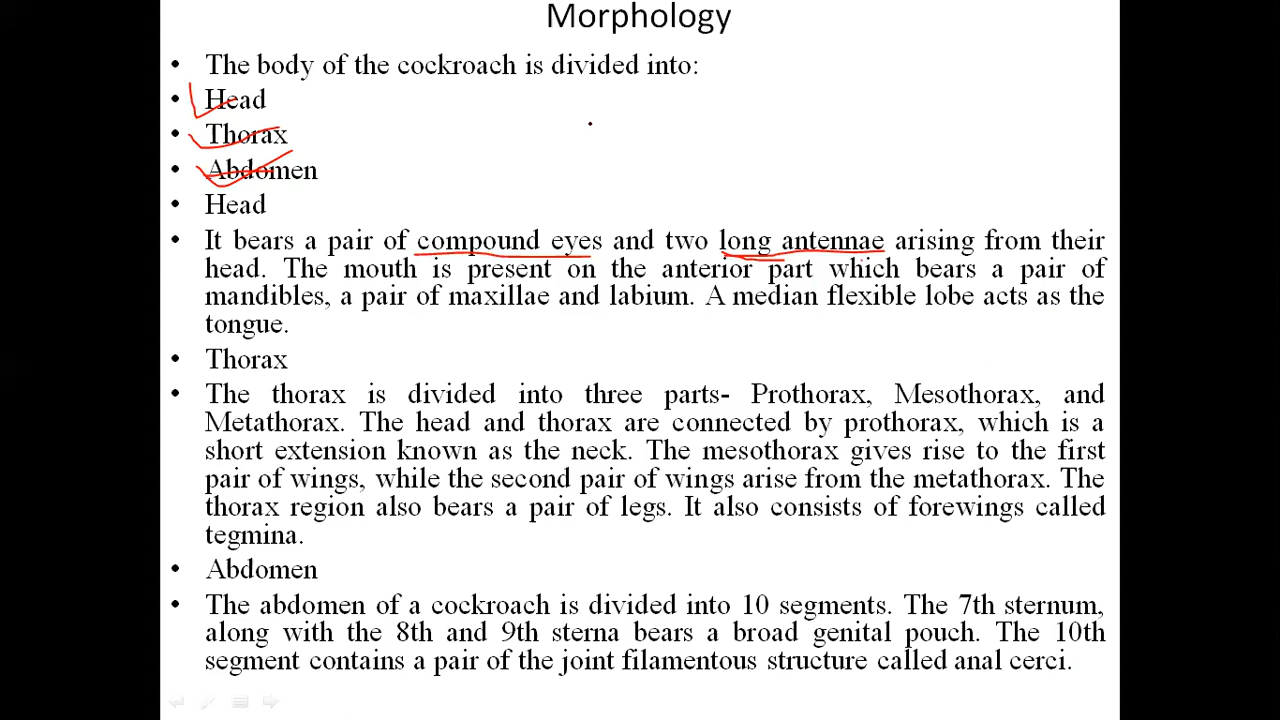 Morphology
• The body of the cockroach is divided into:
• Head
• Thorax
• Abdomen
• Head
• It bears a pair of compound eyes and two long antennae arising from their
head. The mouth is present on the anterior part which bears a pair of
mandibles, a pair of maxillae and labium. A median flexible lobe acts as the
tongue.
• Thorax
• The thorax is divided into three parts- Prothorax, Mesothorax, and
Metathorax. The head and thorax are connected by prothorax, which is a
short extension known as the neck. The mesothorax gives rise to the first
pair of wings, while the second pair of wings arise from the metathorax. The
thorax region also bears a pair of legs. It also consists of forewings called
tegmina.
• Abdomen
• The abdomen of a cockroach is divided into 10 segments. The 7th sternum,
along with the 8th and 9th sterna bears a broad genital pouch. The 10th
segment contains a pair of the joint filamentous structure called anal cerci.